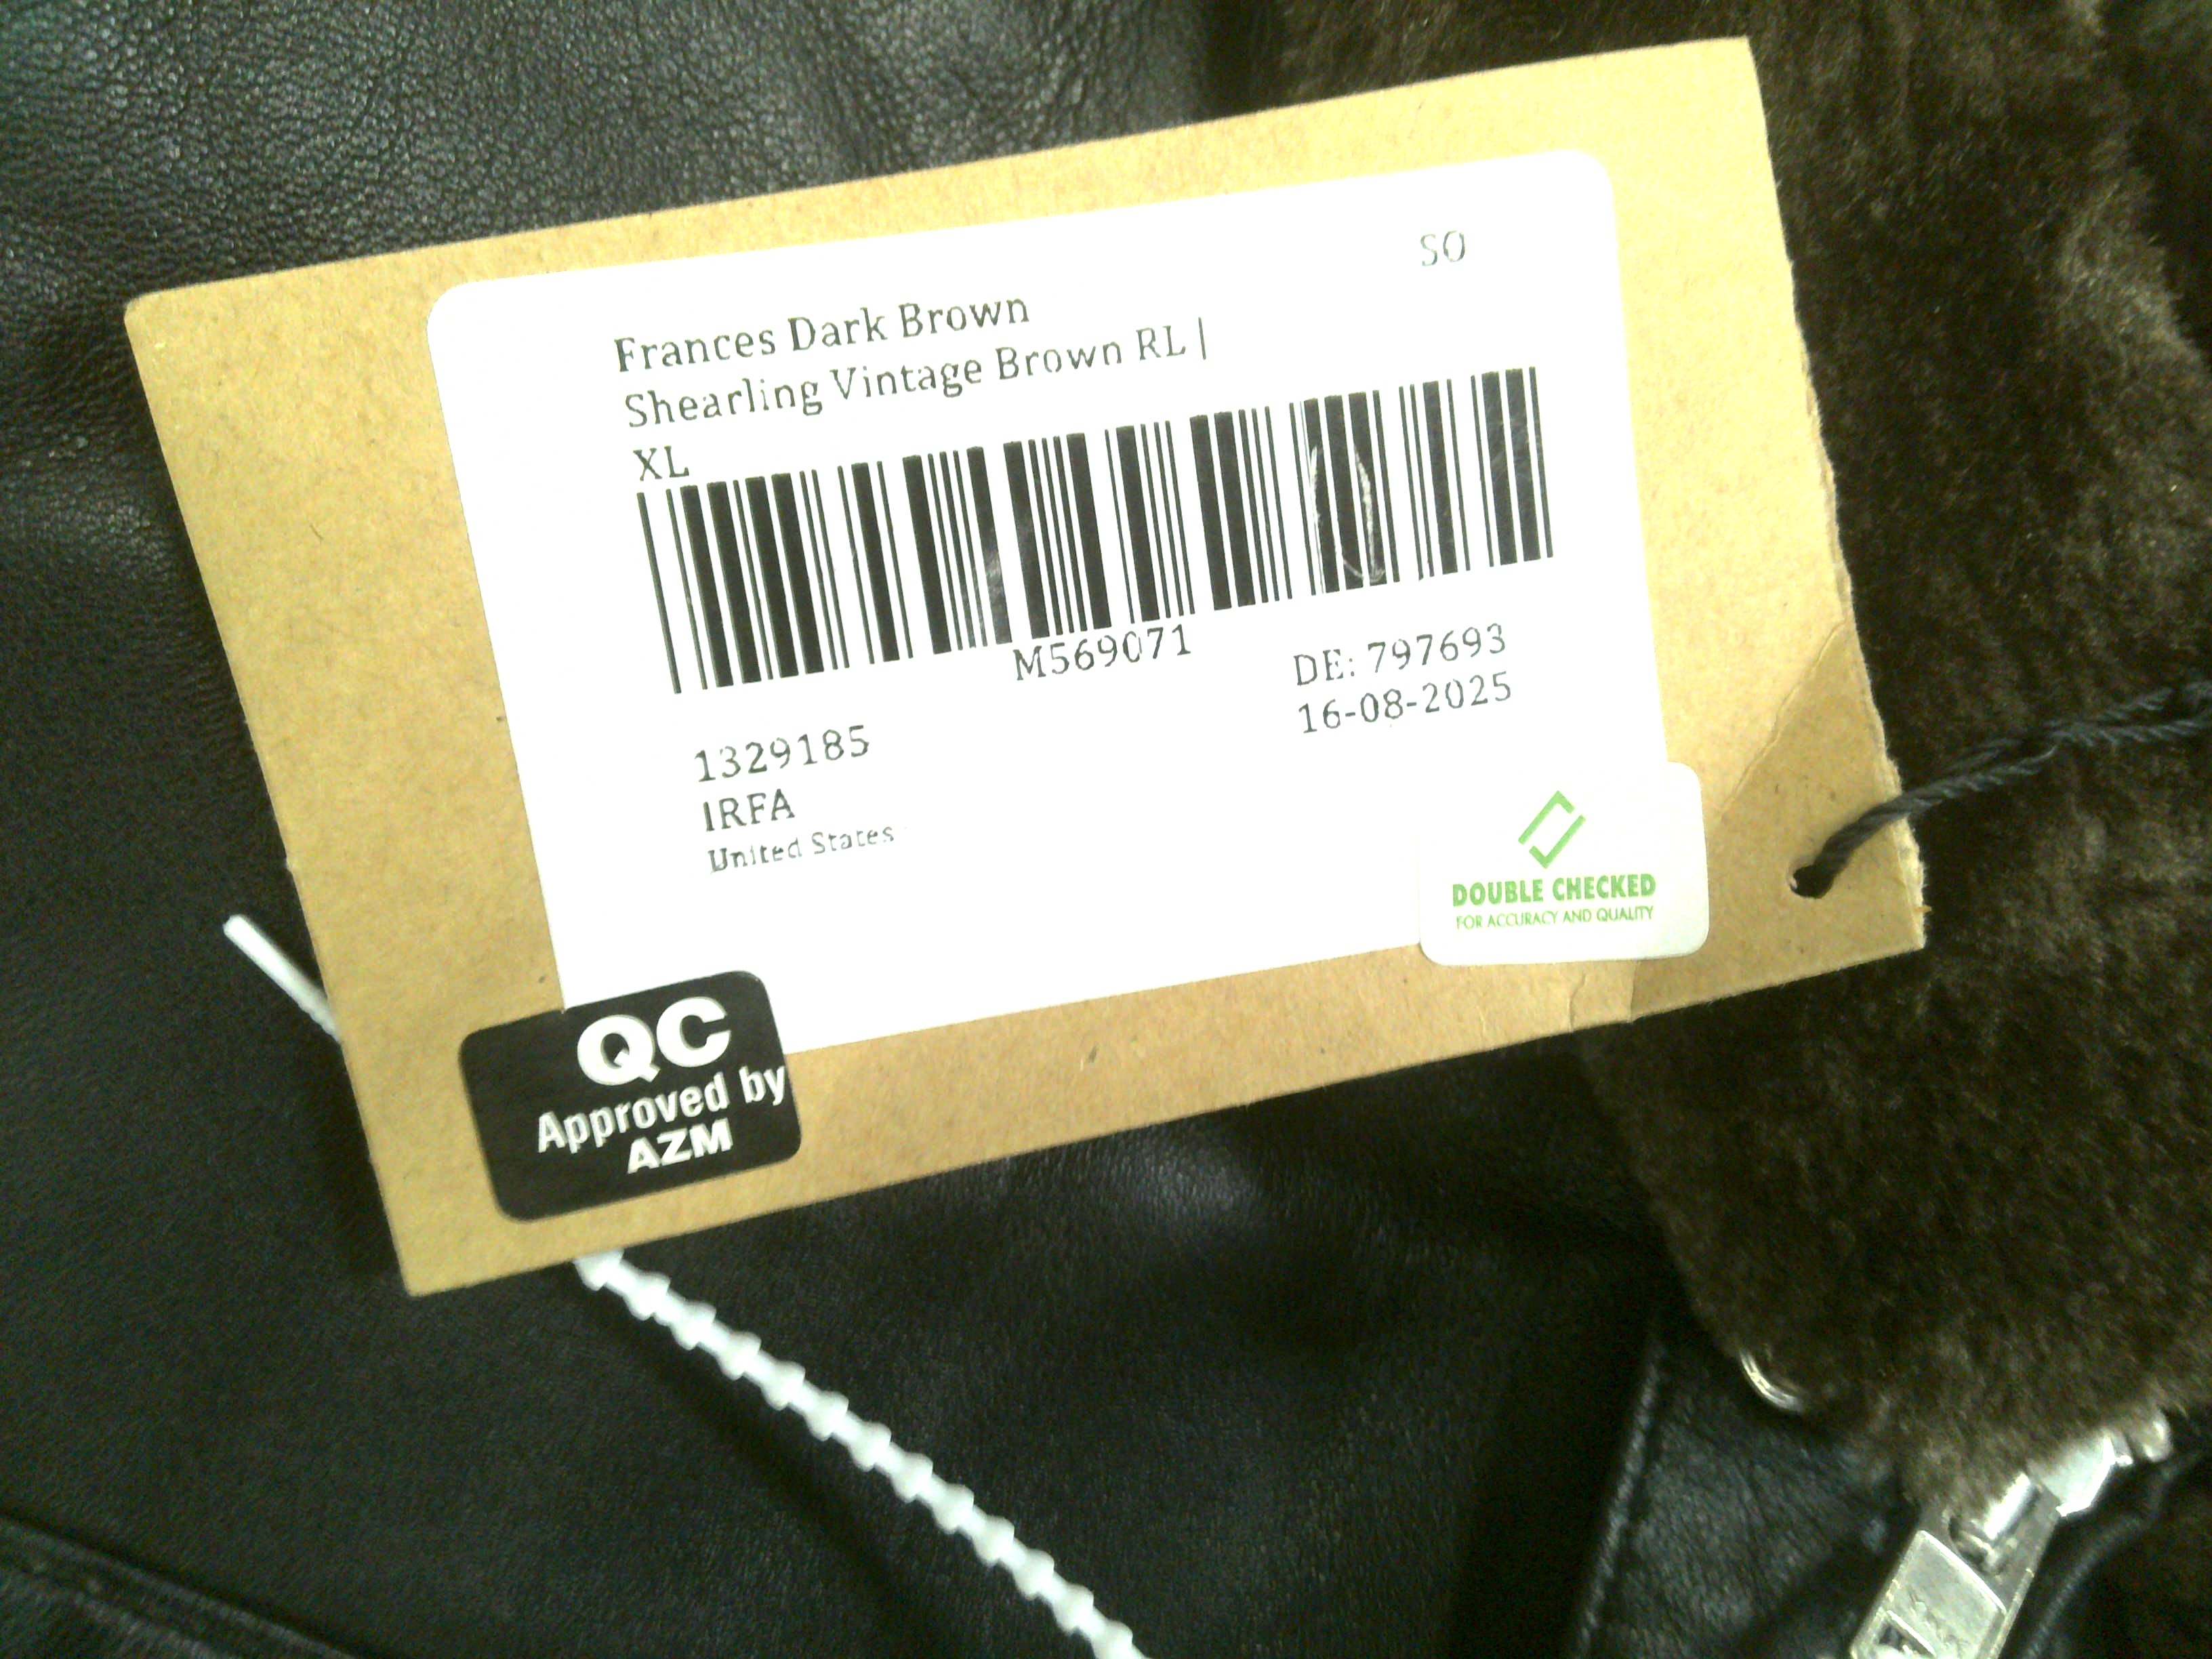 SO
Frances Dark Brown
Shearling Vintage Brown RL |
XL
M569071
DE: 797693
16-08-2025
1329185
IRFA
United States
DOUBLE CHECKED
FOR ACCURACY AND QUALITY
QC
Approved by
AZM